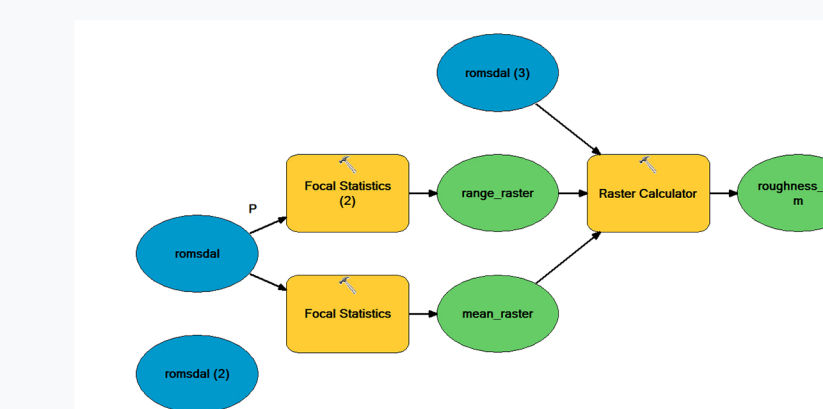 romsdal (3)
Focal Statistics
(2)
range_raster
Raster Calculator
roughness_
m
P
romsdal
Focal Statistics
mean_raster
romsdal (2)